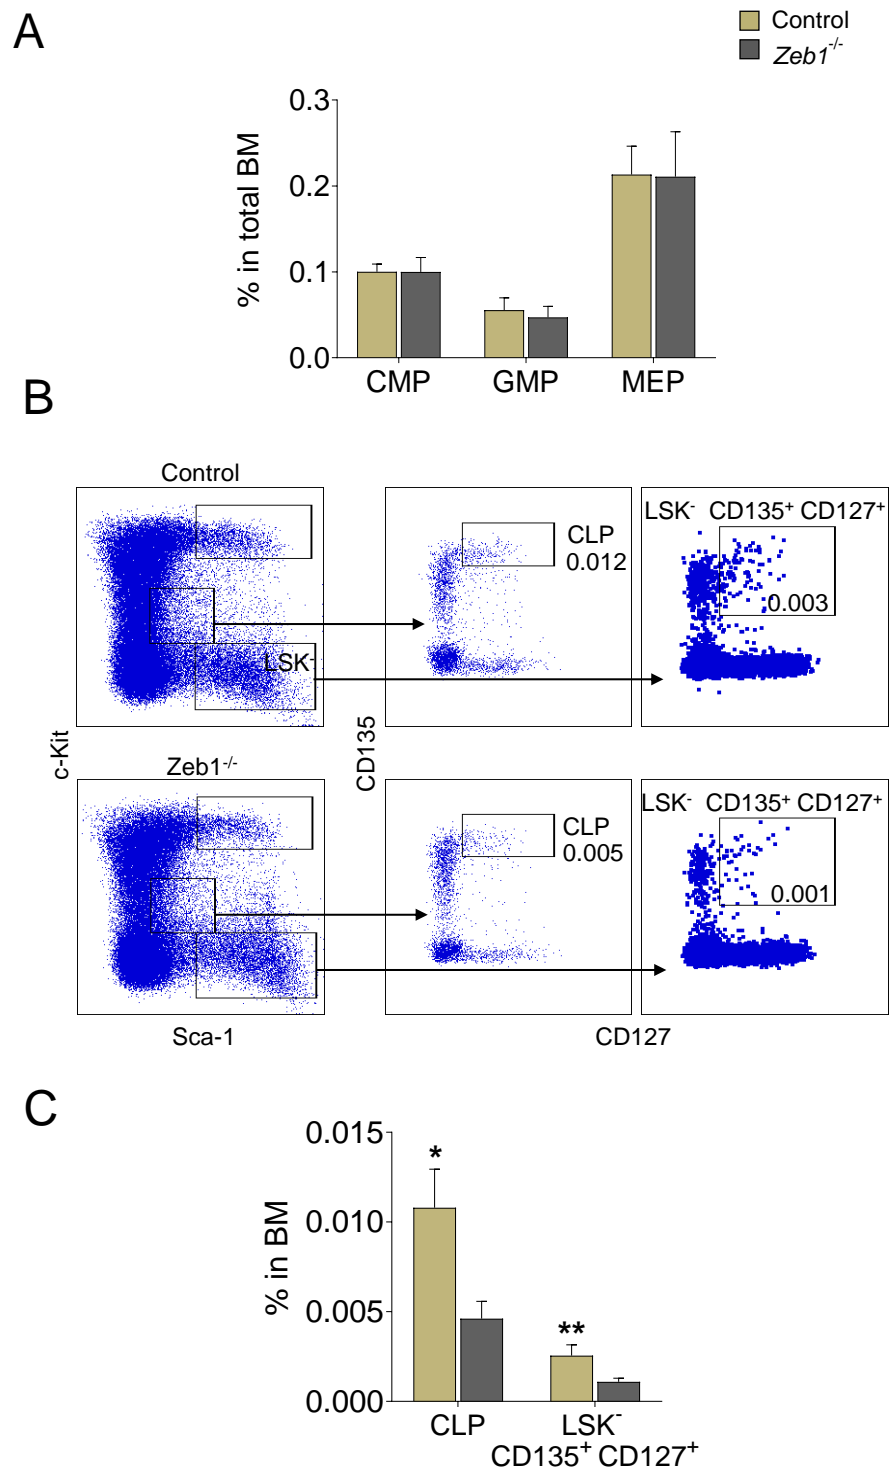 A
Control
Zeb1-/-
% in total BM
0.3
0.2
0.1
0.0
CMP GMP MEP
B
Control
LSK-
CLP
0.012
LSK- CD135+ CD127+
0.003
c-Kit
CD135
Zeb1-/-
CLP
0.005
LSK- CD135+ CD127+
0.001
Sca-1
CD127
C
% in BM
0.015
0.010
0.005
0.000
*
**
CLP
LSK-
CD135+ CD127+